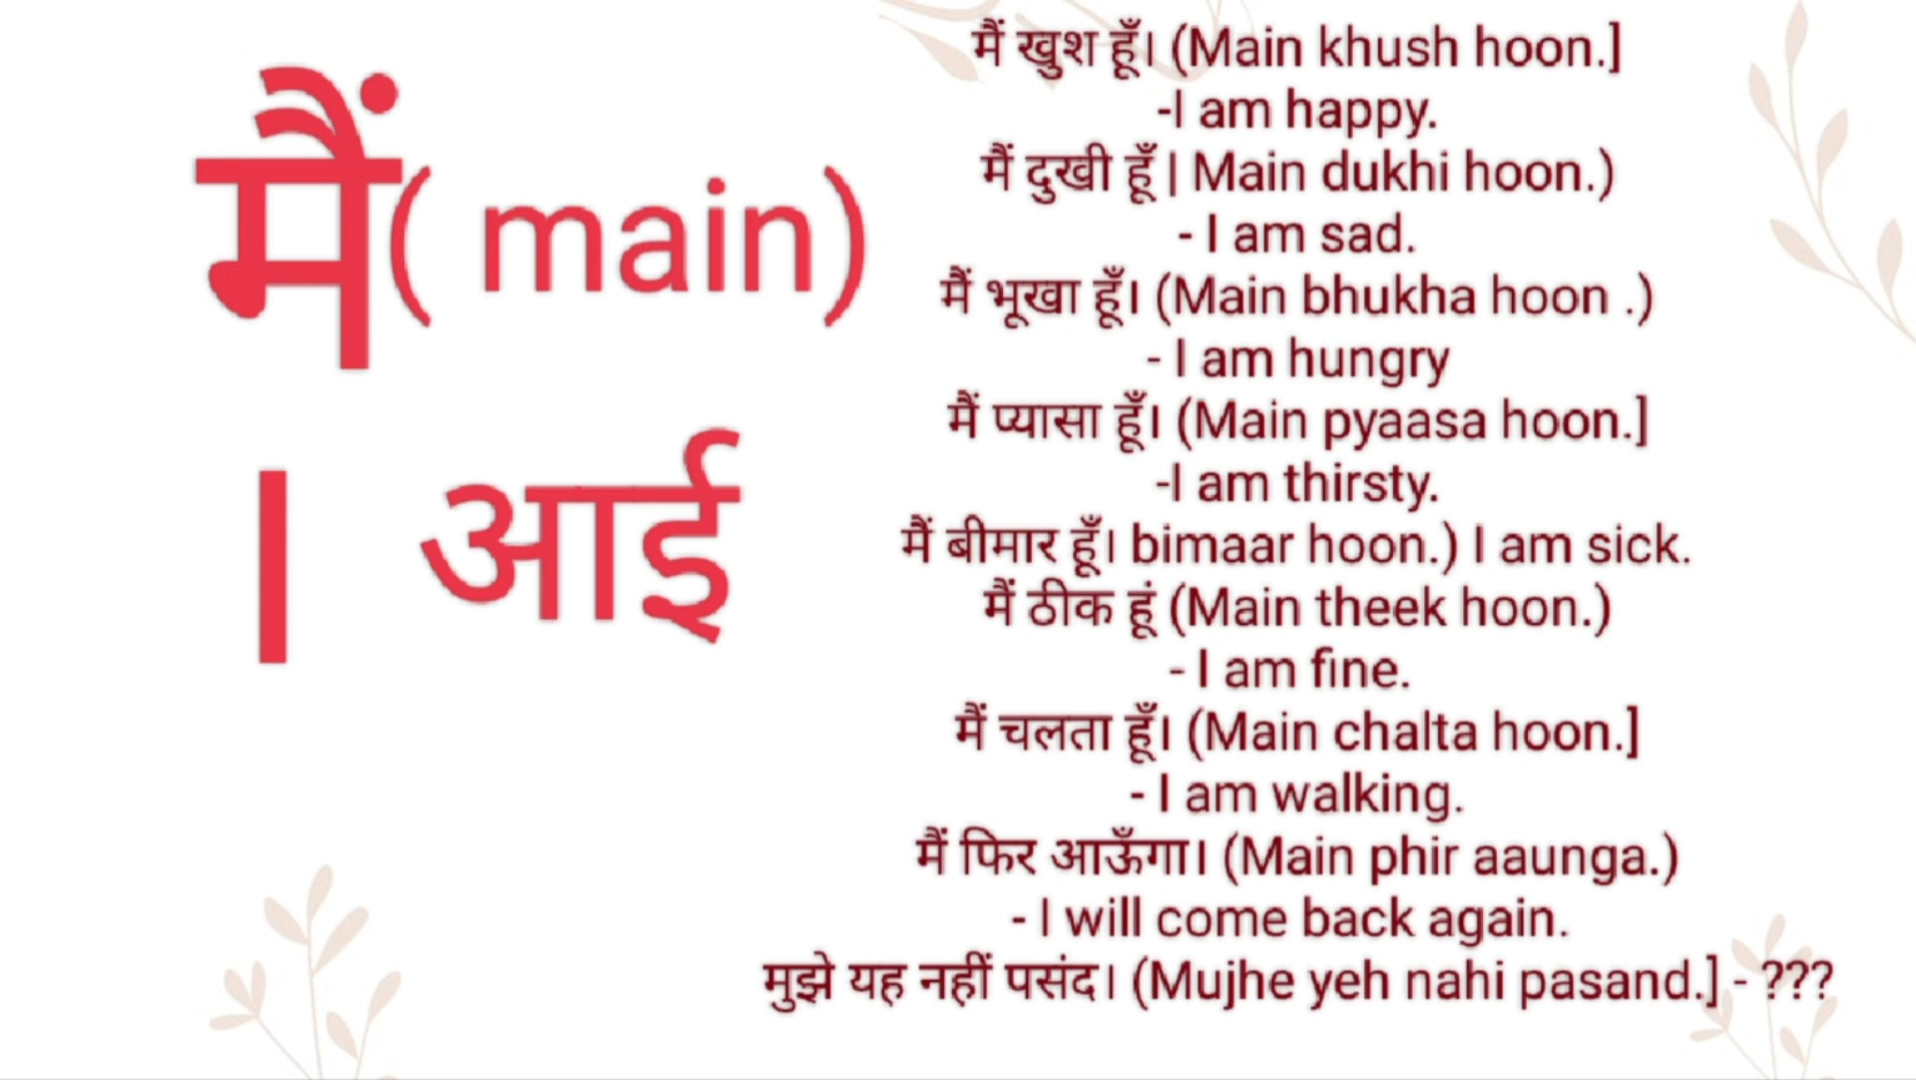 मैं( main)
I आई
मैं खुश हूँ। (Main khush hoon.]
-I am happy.
मैं दुखी हूँ | Main dukhi hoon.)
- I am sad.
मैं भूखा हूँ। (Main bhukha hoon .)
- I am hungry
मैं प्यासा हूँ। (Main pyaasa hoon.]
-I am thirsty.
मैं बीमार हूँ। bimaar hoon.) I am sick.
मैं ठीक हूं (Main theek hoon.)
- I am fine.
मैं चलता हूँ। (Main chalta hoon.]
- I am walking.
मैं फिर आऊँगा। (Main phir aaunga.)
- I will come back again.
मुझे यह नहीं पसंद। (Mujhe yeh nahi pasand.] - ???